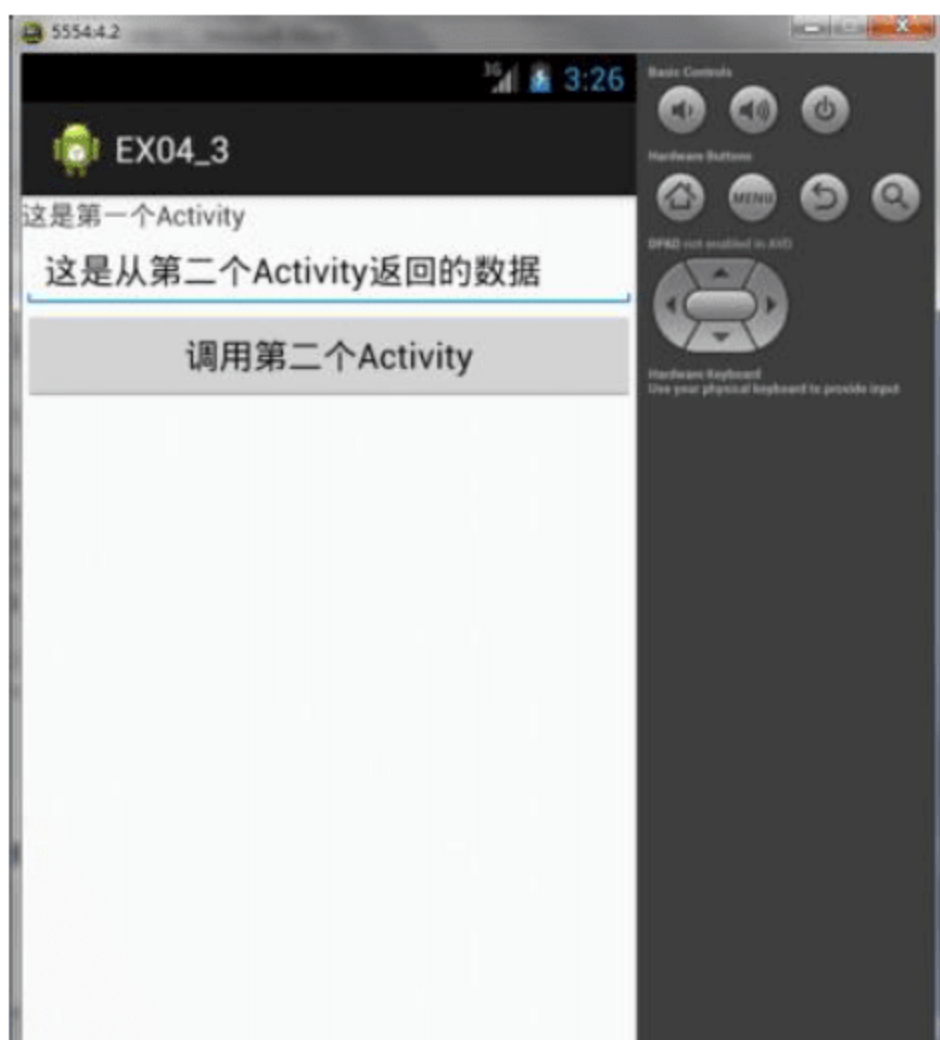 5554:4.2
3G 3:26
EX04_3
这是第一个Activity
这是从第二个Activity返回的数据
调用第二个Activity
Basic Controls
Hardware Buttons
MENU
DPAD not enabled in AVD
Hardware Keyboard
Use your physical keyboard to provide input